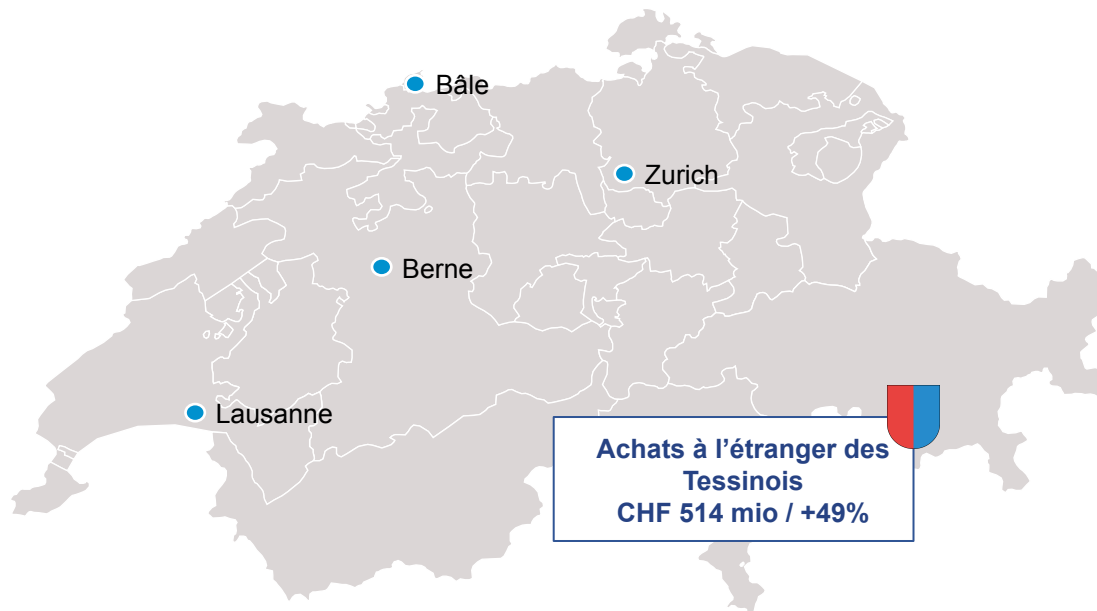 Bâle
Zurich
Berne
Lausanne
Achats à l’étranger des
Tessinois
CHF 514 mio / +49%